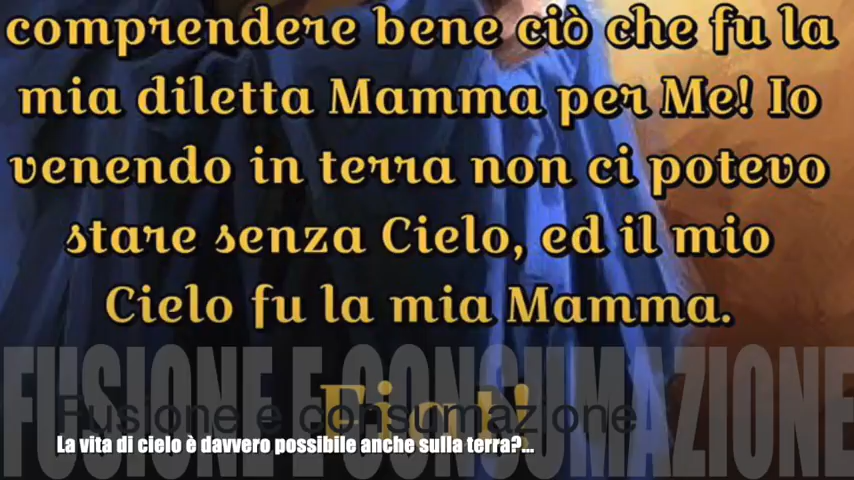 comprendere bene ciò che fu la
mia diletta Mamma per Me! Io
venendo in terra non ci potevo
stare senza Cielo, ed il mio
Cielo fu la mia Mamma.
Fiat!
FUSIONE E CONSUMAZIONE
Fusione e consumazione
La vita di cielo è davvero possibile anche sulla terra?...